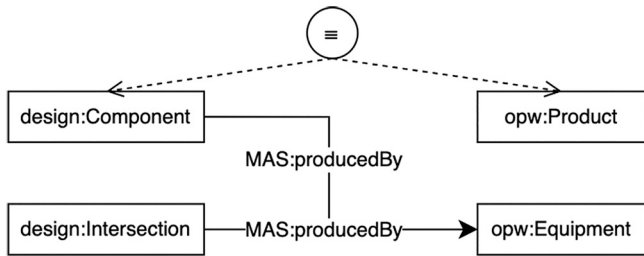 ≡
design:Component
opw:Product
MAS:producedBy
design:Intersection
MAS:producedBy
opw:Equipment